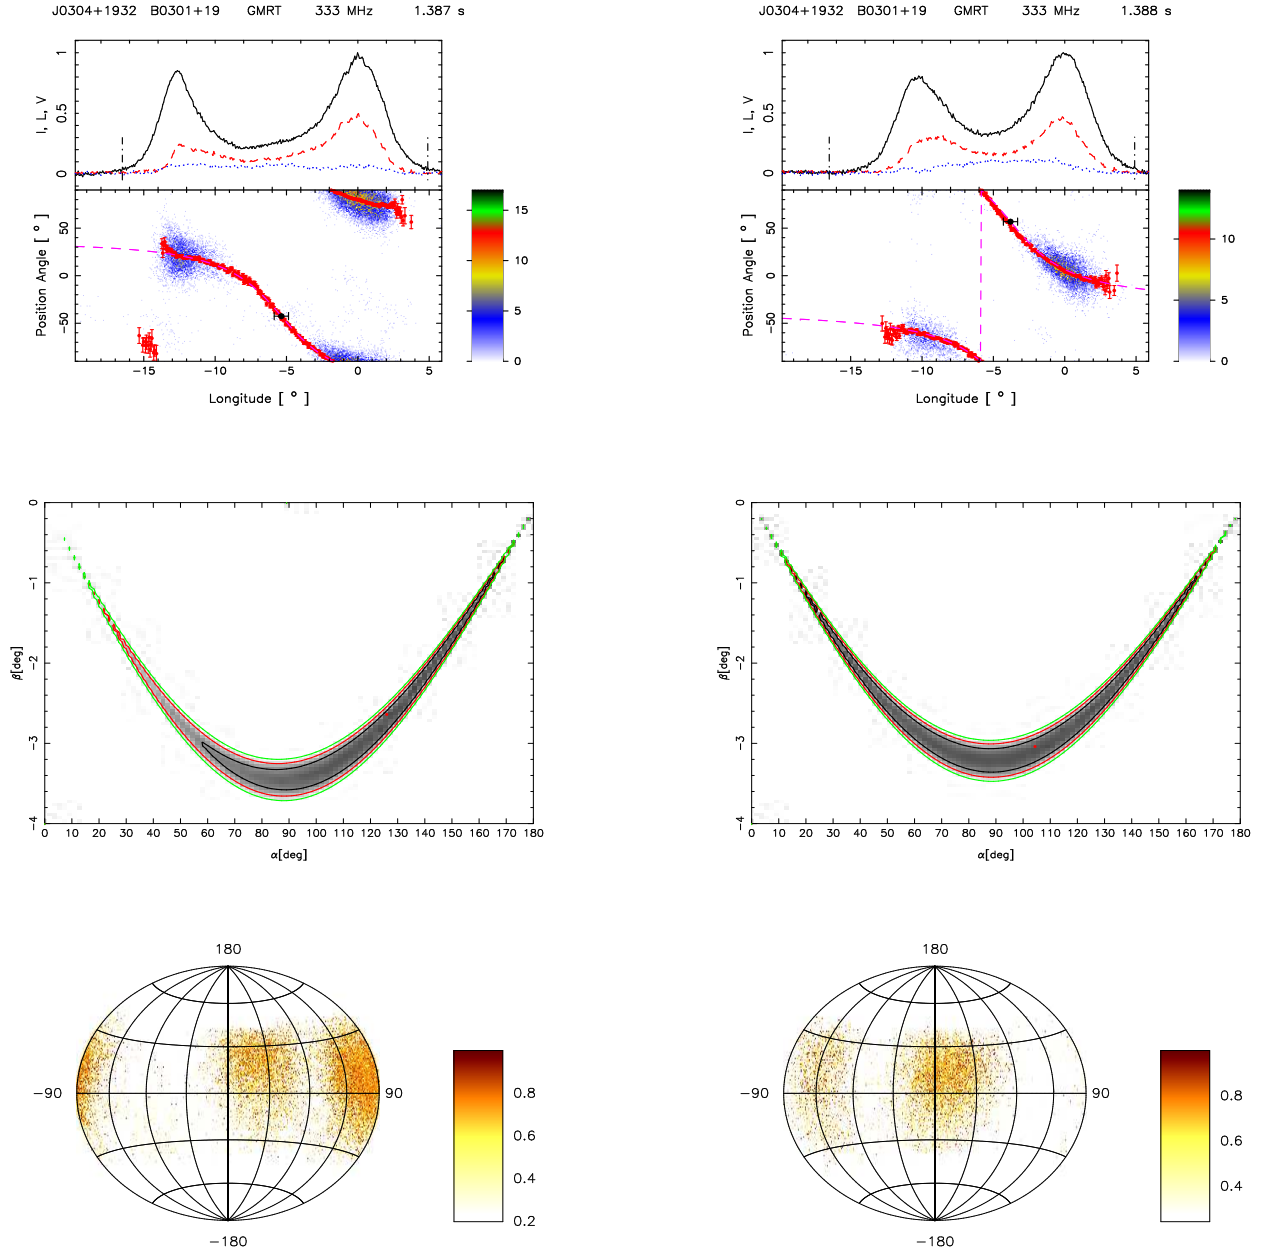 J0304+1932 B0301+19 GMRT 333 MHz 1.387 s
I, L, V
0 0.5 1
Position Angle [ ° ]
50 0 −50
−15 −10 −5 0 5
Longitude [ ° ]
15
10
5
0
J0304+1932 B0301+19 GMRT 333 MHz 1.388 s
I, L, V
0 0.5 1
Position Angle [ ° ]
50 0 −50
−15 −10 −5 0 5
Longitude [ ° ]
10
5
0
β[deg]
0 −1 −2 −3 −4
0 10 20 30 40 50 60 70 80 90 100 110 120 130 140 150 160 170 180
α[deg]
β[deg]
0 −1 −2 −3 −4
0 10 20 30 40 50 60 70 80 90 100 110 120 130 140 150 160 170 180
α[deg]
180
−90 90
−180
0.8
0.6
0.4
0.2
180
−90 90
−180
0.8
0.6
0.4